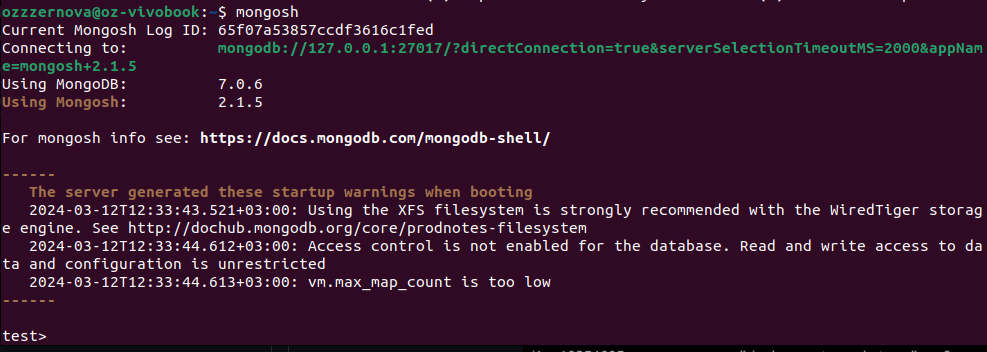 ozzzernova@oz-vivobook:~$ mongosh
Current Mongosh Log ID: 65f07a53857ccdf3616c1fed
Connecting to:          mongodb://127.0.0.1:27017/?directConnection=true&serverSelectionTimeoutMS=2000&appNam
e=mongosh+2.1.5
Using MongoDB:          7.0.6
Using Mongosh:          2.1.5
For mongosh info see: https://docs.mongodb.com/mongodb-shell/
------
   The server generated these startup warnings when booting
   2024-03-12T12:33:43.521+03:00: Using the XFS filesystem is strongly recommended with the WiredTiger storag
e engine. See http://dochub.mongodb.org/core/prodnotes-filesystem
   2024-03-12T12:33:44.612+03:00: Access control is not enabled for the database. Read and write access to da
ta and configuration is unrestricted
   2024-03-12T12:33:44.613+03:00: vm.max_map_count is too low
------
test>